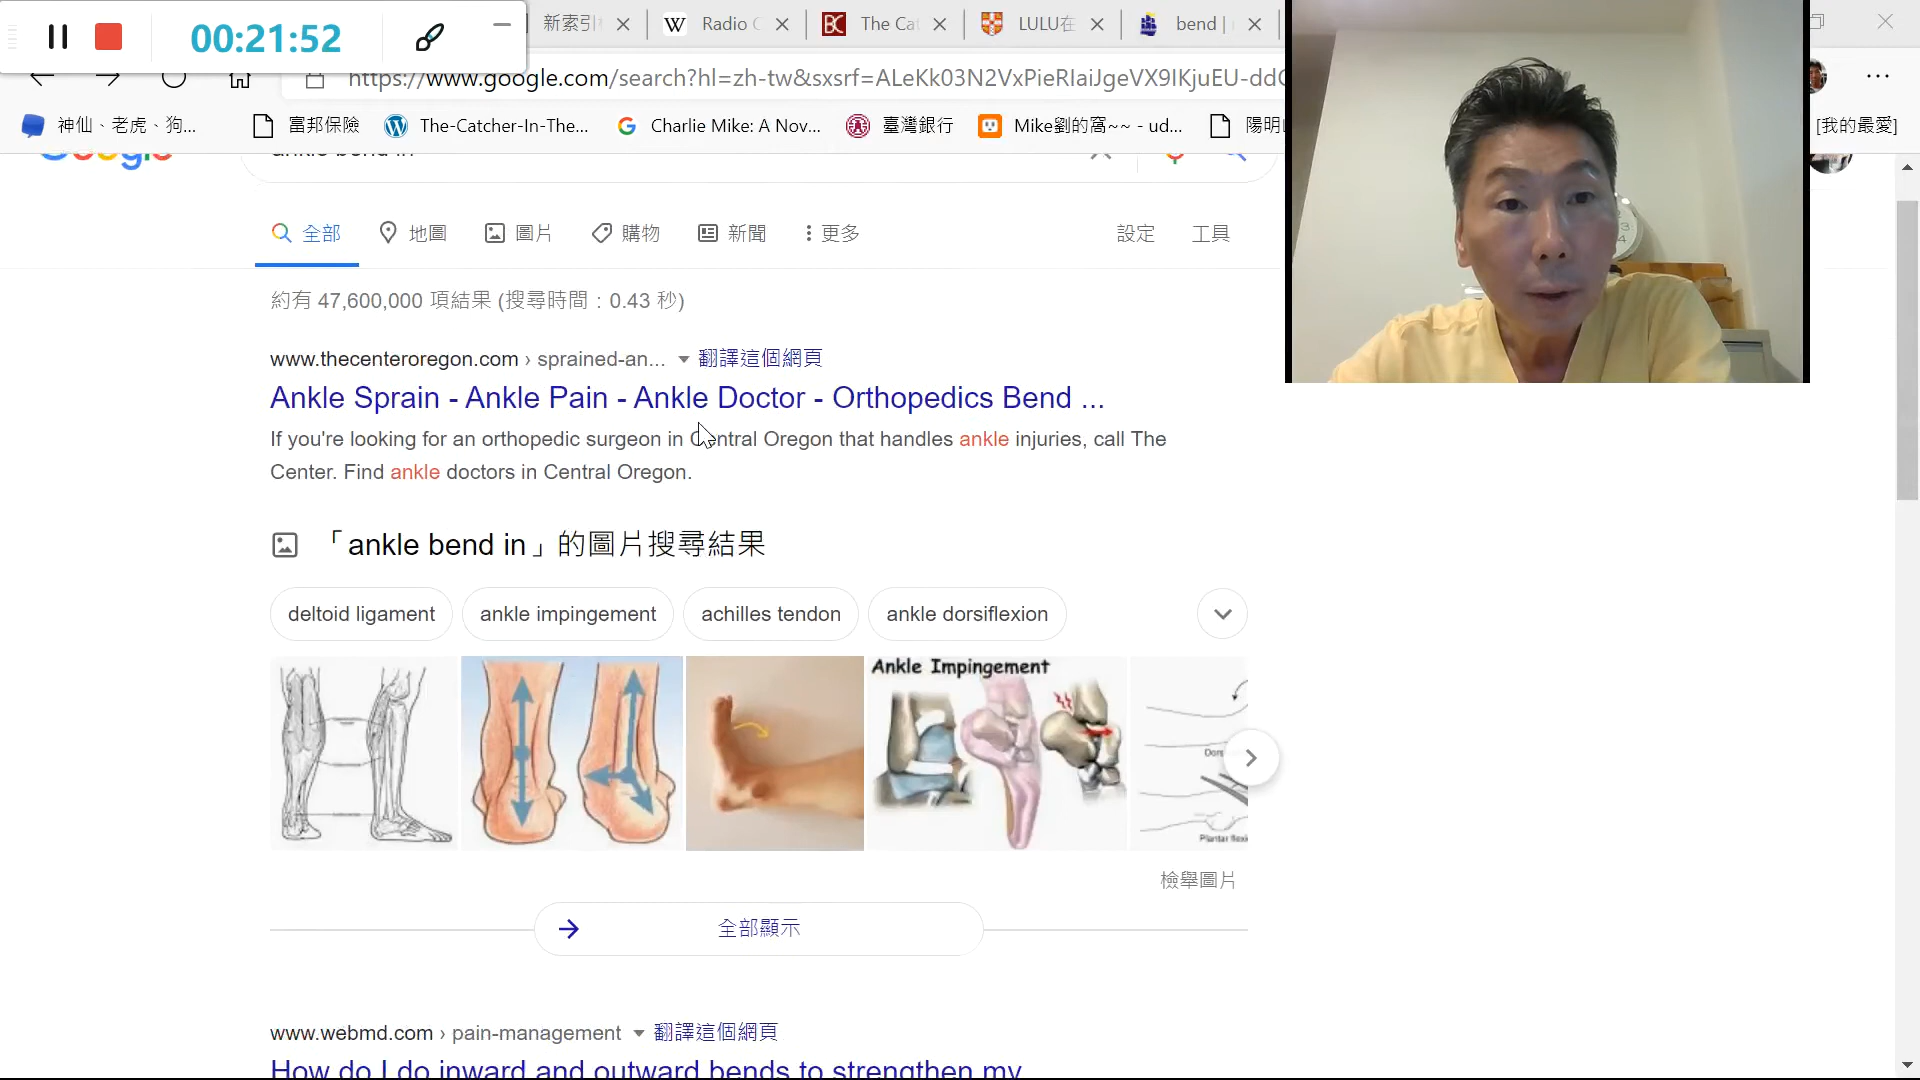 00:21:52
新索引
Radio
The Cat
LULU在
bend |
https://www.google.com/search?hl=zh-tw&sxsrf=ALeKk03N2VxPieRIaiJgeVX9IKjuEU-dd
神仙、老虎、狗...
富邦保險
The-Catcher-In-The...
Charlie Mike: A Nov...
臺灣銀行
Mike劉的窩~~ - ud...
陽明
[我的最愛]
ankle bend in
全部
地圖
圖片
購物
新聞
更多
設定
工具
約有 47,600,000 項結果 (搜尋時間：0.43 秒)
www.thecenteroregon.com › sprained-an... 翻譯這個網頁
Ankle Sprain - Ankle Pain - Ankle Doctor - Orthopedics Bend ...
If you're looking for an orthopedic surgeon in Central Oregon that handles ankle injuries, call The
Center. Find ankle doctors in Central Oregon.
「ankle bend in」的圖片搜尋結果
deltoid ligament
ankle impingement
achilles tendon
ankle dorsiflexion
Ankle Impingement
Dors
Plantar flexi
檢舉圖片
全部顯示
www.webmd.com › pain-management 翻譯這個網頁
How do I do inward and outward bends to strengthen my